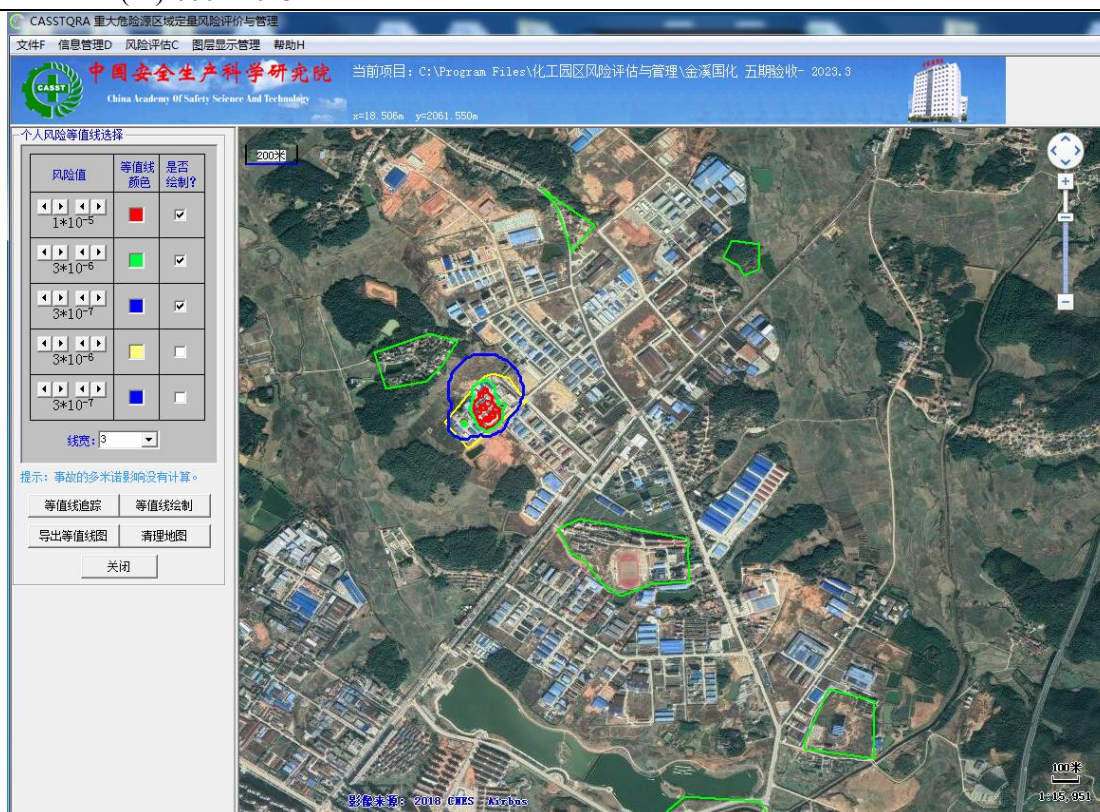 CASSTQRA 重大危险源区域定量风险评价与管理
文件F 信息管理D 风险评估C 图层显示管理 帮助H
CASST
中国安全生产科学研究院
China Academy Of Safety Science And Technology
当前项目: C:\Program Files\化工园区风险评估与管理\金溪国化 五期验收- 2023.3
x=18.506m y=2061.550m
个人风险等值线选择
风险值 等值线颜色 是否绘制?
1*10-5
3*10-6
3*10-7
3*10-6
3*10-7
线宽: 3
提示: 事故的多米诺影响没有计算。
等值线追踪 等值线绘制
导出等值线图 清理地图
关闭
200米
100米
1:15,951
影像来源: 2018 CNES Airbus